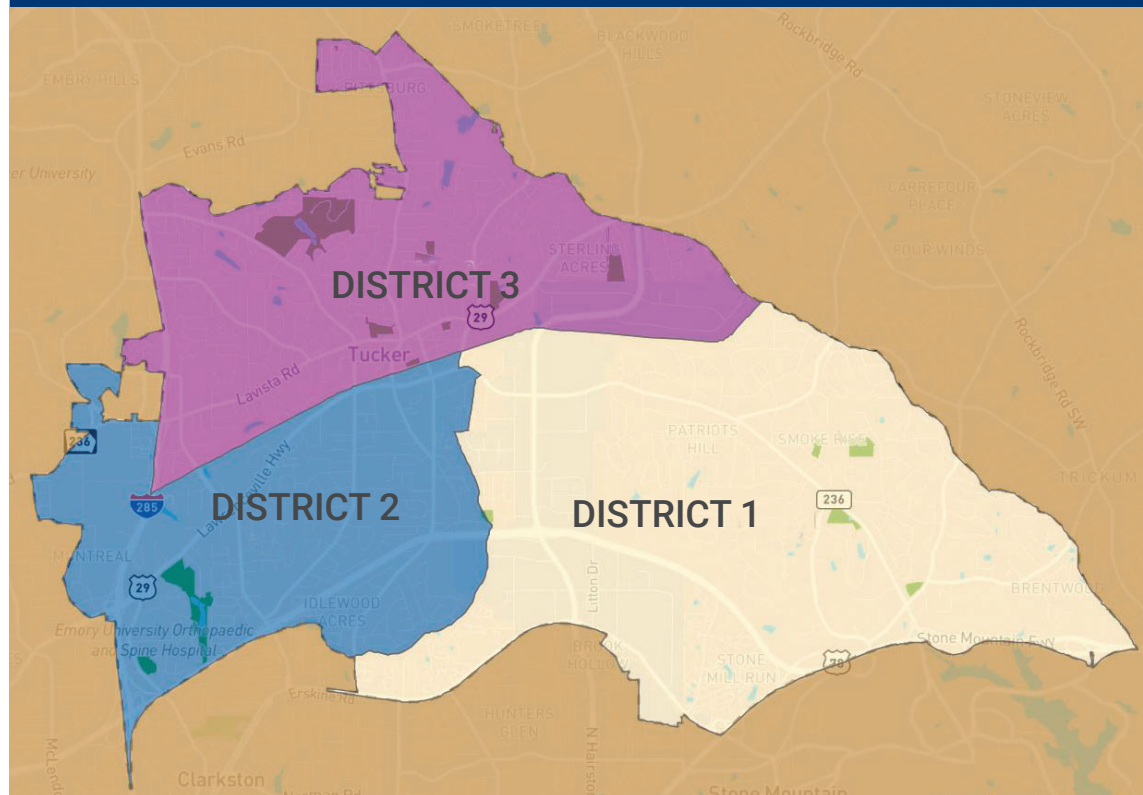 SMOKETREE
BLACKWOOD
HILLS
Rockbridge Rd
EMBRY HILLS
PITTSBURG
STONEVIEW
ACRES
Evans Rd
er University
CARREFOUR
PLACE
STERLING
ACRES
FOUR WINDS
DISTRICT 3
29
Tucker
Lavista Rd
Rockbridge Rd SW
236
PATRIOTS
HILL
SMOKE RISE
TRICKUM
285
DISTRICT 2
236
DISTRICT 1
MONTREAL
29
IDLEWOOD
ACRES
Litton Dr
BRENTWOOD
Emory University Orthopaedic
and Spine Hospital
Stone Mountain Fwy
BROOK
HOLLOW
STONE
MILL RUN
78
Erskine Rd
HUNTERS
GLEN
N Hairston
Clarkston
Stone Mountain